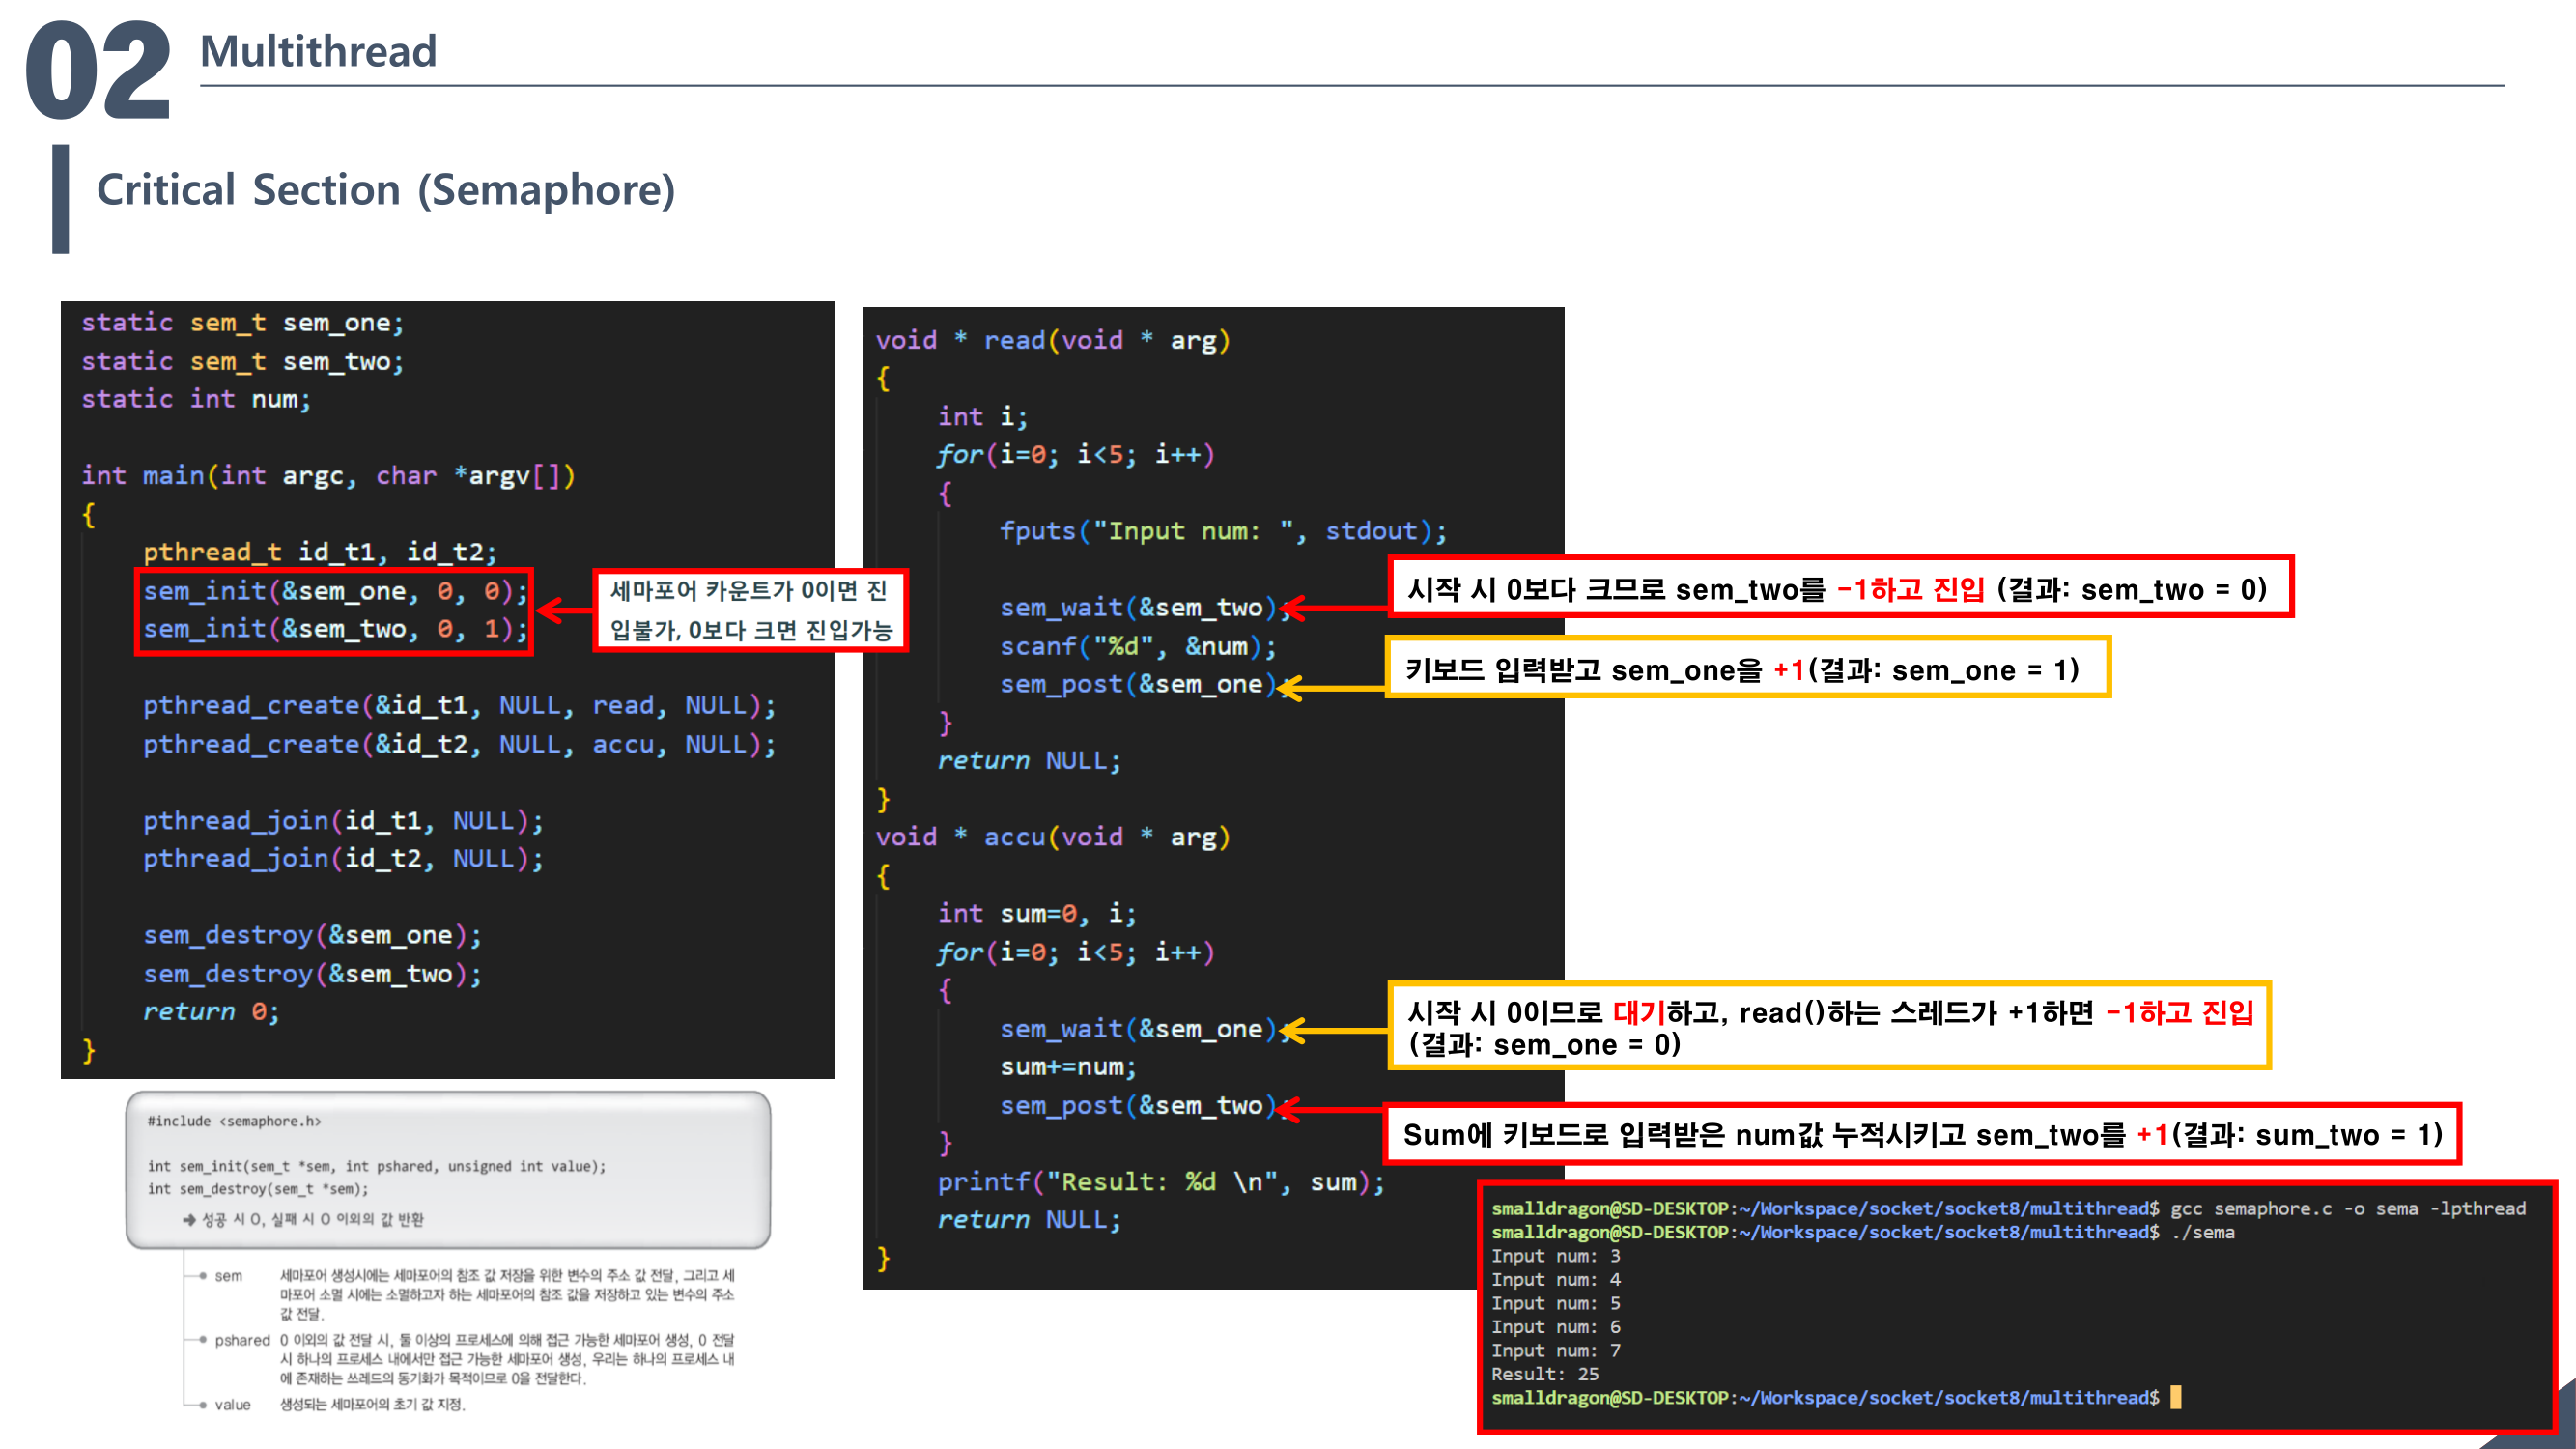 02
Multithread
Critical Section (Semaphore)
static sem_t sem_one;
static sem_t sem_two;
static int num;
int main(int argc, char *argv[])
{
pthread_t id_t1, id_t2;
sem_init(&sem_one, 0, 0);
sem_init(&sem_two, 0, 1);
pthread_create(&id_t1, NULL, read, NULL);
pthread_create(&id_t2, NULL, accu, NULL);
pthread_join(id_t1, NULL);
pthread_join(id_t2, NULL);
sem_destroy(&sem_one);
sem_destroy(&sem_two);
return 0;
}
세마포어 카운트가 0이면 진
입불가, 0보다 크면 진입가능
#include <semaphore.h>
int sem_init(sem_t *sem, int pshared, unsigned int value);
int sem_destroy(sem_t *sem);
➔ 성공 시 0, 실패 시 0 이외의 값 반환
sem 세마포어 생성시에는 세마포어의 참조 값 저장을 위한 변수의 주소 값 전달, 그리고 세
마포어 소멸 시에는 소멸하고자 하는 세마포어의 참조 값을 저장하고 있는 변수의 주소
값 전달.
pshared 0 이외의 값 전달 시, 둘 이상의 프로세스에 의해 접근 가능한 세마포어 생성, 0 전달
시 하나의 프로세스 내에서만 접근 가능한 세마포어 생성, 우리는 하나의 프로세스 내
에 존재하는 쓰레드의 동기화가 목적이므로 0을 전달한다.
value 생성되는 세마포어의 초기 값 지정.
void * read(void * arg)
{
int i;
for(i=0; i<5; i++)
{
fputs("Input num: ", stdout);
sem_wait(&sem_two);
scanf("%d", &num);
sem_post(&sem_one);
}
return NULL;
}
void * accu(void * arg)
{
int sum=0, i;
for(i=0; i<5; i++)
{
sem_wait(&sem_one);
sum+=num;
sem_post(&sem_two);
}
printf("Result: %d \n", sum);
return NULL;
}
시작 시 0보다 크므로 sem_two를 -1하고 진입 (결과: sem_two = 0)
키보드 입력받고 sem_one을 +1(결과: sem_one = 1)
시작 시 0이므로 대기하고, read()하는 스레드가 +1하면 -1하고 진입
(결과: sem_one = 0)
Sum에 키보드로 입력받은 num값 누적시키고 sem_two를 +1(결과: sum_two = 1)
smalldragon@SD-DESKTOP:~/Workspace/socket/socket8/multithread$ gcc semaphore.c -o sema -lpthread
smalldragon@SD-DESKTOP:~/Workspace/socket/socket8/multithread$ ./sema
Input num: 3
Input num: 4
Input num: 5
Input num: 6
Input num: 7
Result: 25
smalldragon@SD-DESKTOP:~/Workspace/socket/socket8/multithread$